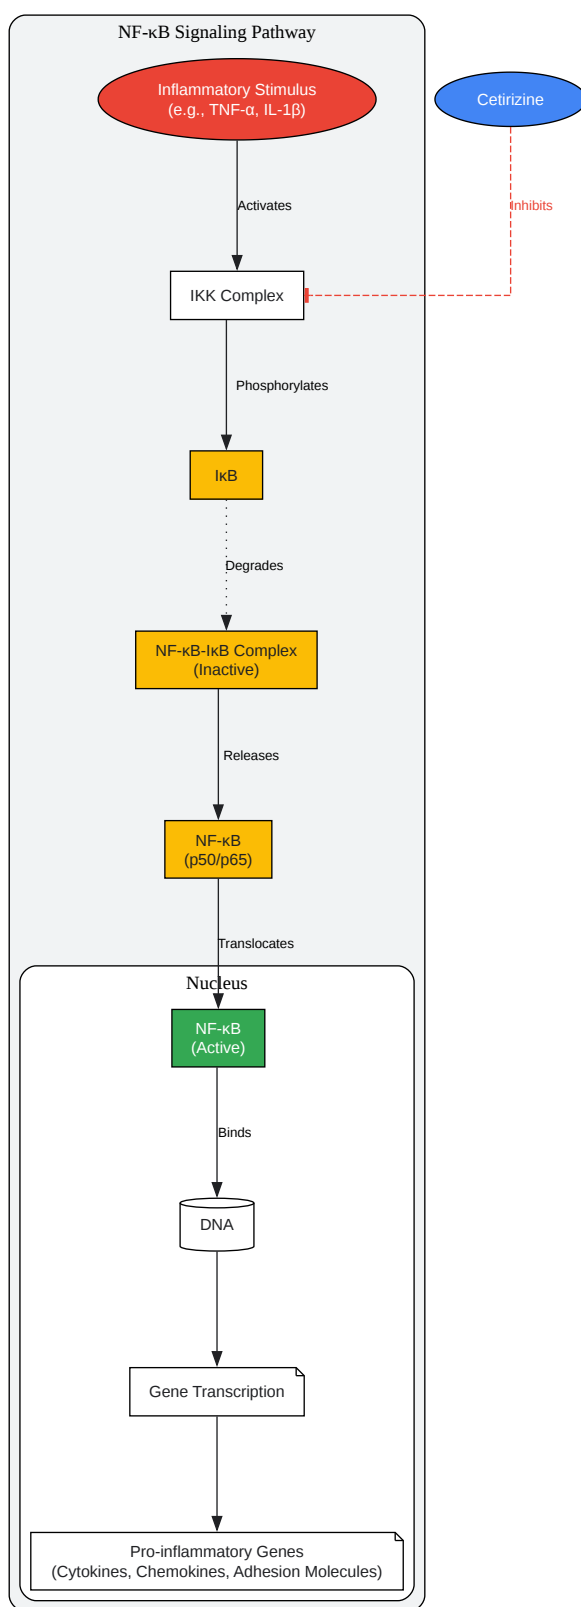 NF-κB Signaling Pathway
Inflammatory Stimulus
(e.g., TNF-α, IL-1β)
Cetirizine
Activates
Inhibits
IKK Complex
Phosphorylates
IκB
Degrades
NF-κB-IκB Complex
(Inactive)
Releases
NF-κB
(p50/p65)
Translocates
Nucleus
NF-κB
(Active)
Binds
DNA
Gene Transcription
Pro-inflammatory Genes
(Cytokines, Chemokines, Adhesion Molecules)